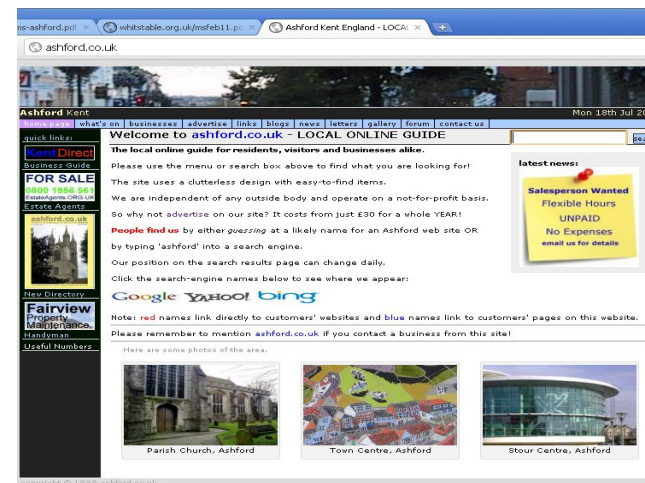 ms-ashford.pdf
whitstable.org.uk/msfeb11.pc
Ashford Kent England - LOCAL
ashford.co.uk
Ashford Kent
Mon 18th Jul 20
home page what's on businesses advertise links blogs news letters gallery forum contact us
quick links:
Kent Direct
Business Guide
FOR SALE
0800 1956 561
EstateAgents.ORG.UK
Estate Agents
ashford.co.uk
New Directory
Fairview
Property
Maintenance
Handyman
Useful Numbers
Welcome to ashford.co.uk - LOCAL ONLINE GUIDE
The local online guide for residents, visitors and businesses alike.
Please use the menu or search box above to find what you are looking for!
The site uses a clutterless design with easy-to-find items.
We are independent of any outside body and operate on a not-for-profit basis.
So why not advertise on our site? It costs from just £30 for a whole YEAR!
People find us by either guessing at a likely name for an Ashford web site OR
by typing 'ashford' into a search engine.
Our position on the search results page can change daily.
Click the search-engine names below to see where we appear:
Google YAHOO! bing
Note: red names link directly to customers' websites and blue names link to customers' pages on this website.
Please remember to mention ashford.co.uk if you contact a business from this site!
Here are some photos of the area.
Parish Church, Ashford
Town Centre, Ashford
Stour Centre, Ashford
sea
latest news:
Salesperson Wanted
Flexible Hours
UNPAID
No Expenses
email us for details